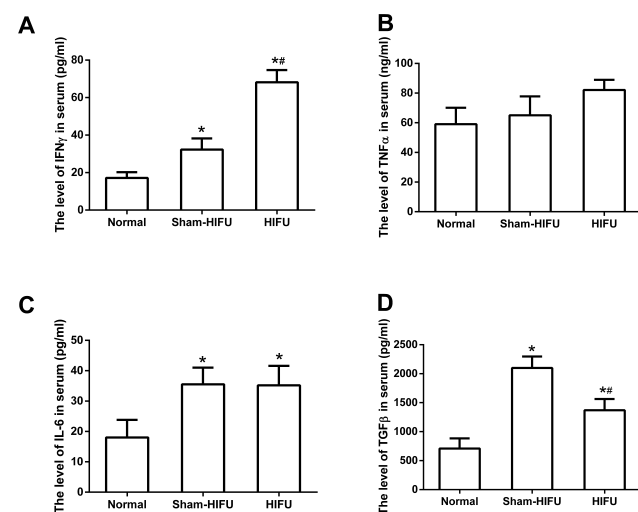 A
The level of IFNγ in serum (pg/ml)
80
60
40
20
0
*
*#
Normal
Sham-HIFU
HIFU
B
The level of TNFα in serum (ng/ml)
100
80
60
40
20
0
Normal
Sham-HIFU
HIFU
C
The level of IL-6 in serum (pg/ml)
50
40
30
20
10
0
*
*
Normal
Sham-HIFU
HIFU
D
The level of TGFβ in serum (pg/ml)
2500
2000
1500
1000
500
0
*
*#
Normal
Sham-HIFU
HIFU